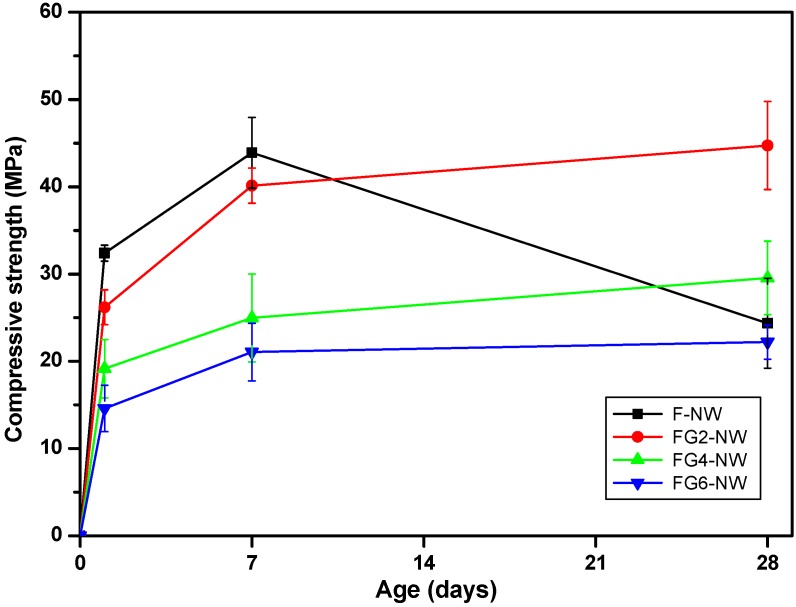 60
50
40
30
20
10
0
Compressive strength (MPa)
F-NW
FG2-NW
FG4-NW
FG6-NW
0 7 14 21 28
Age (days)